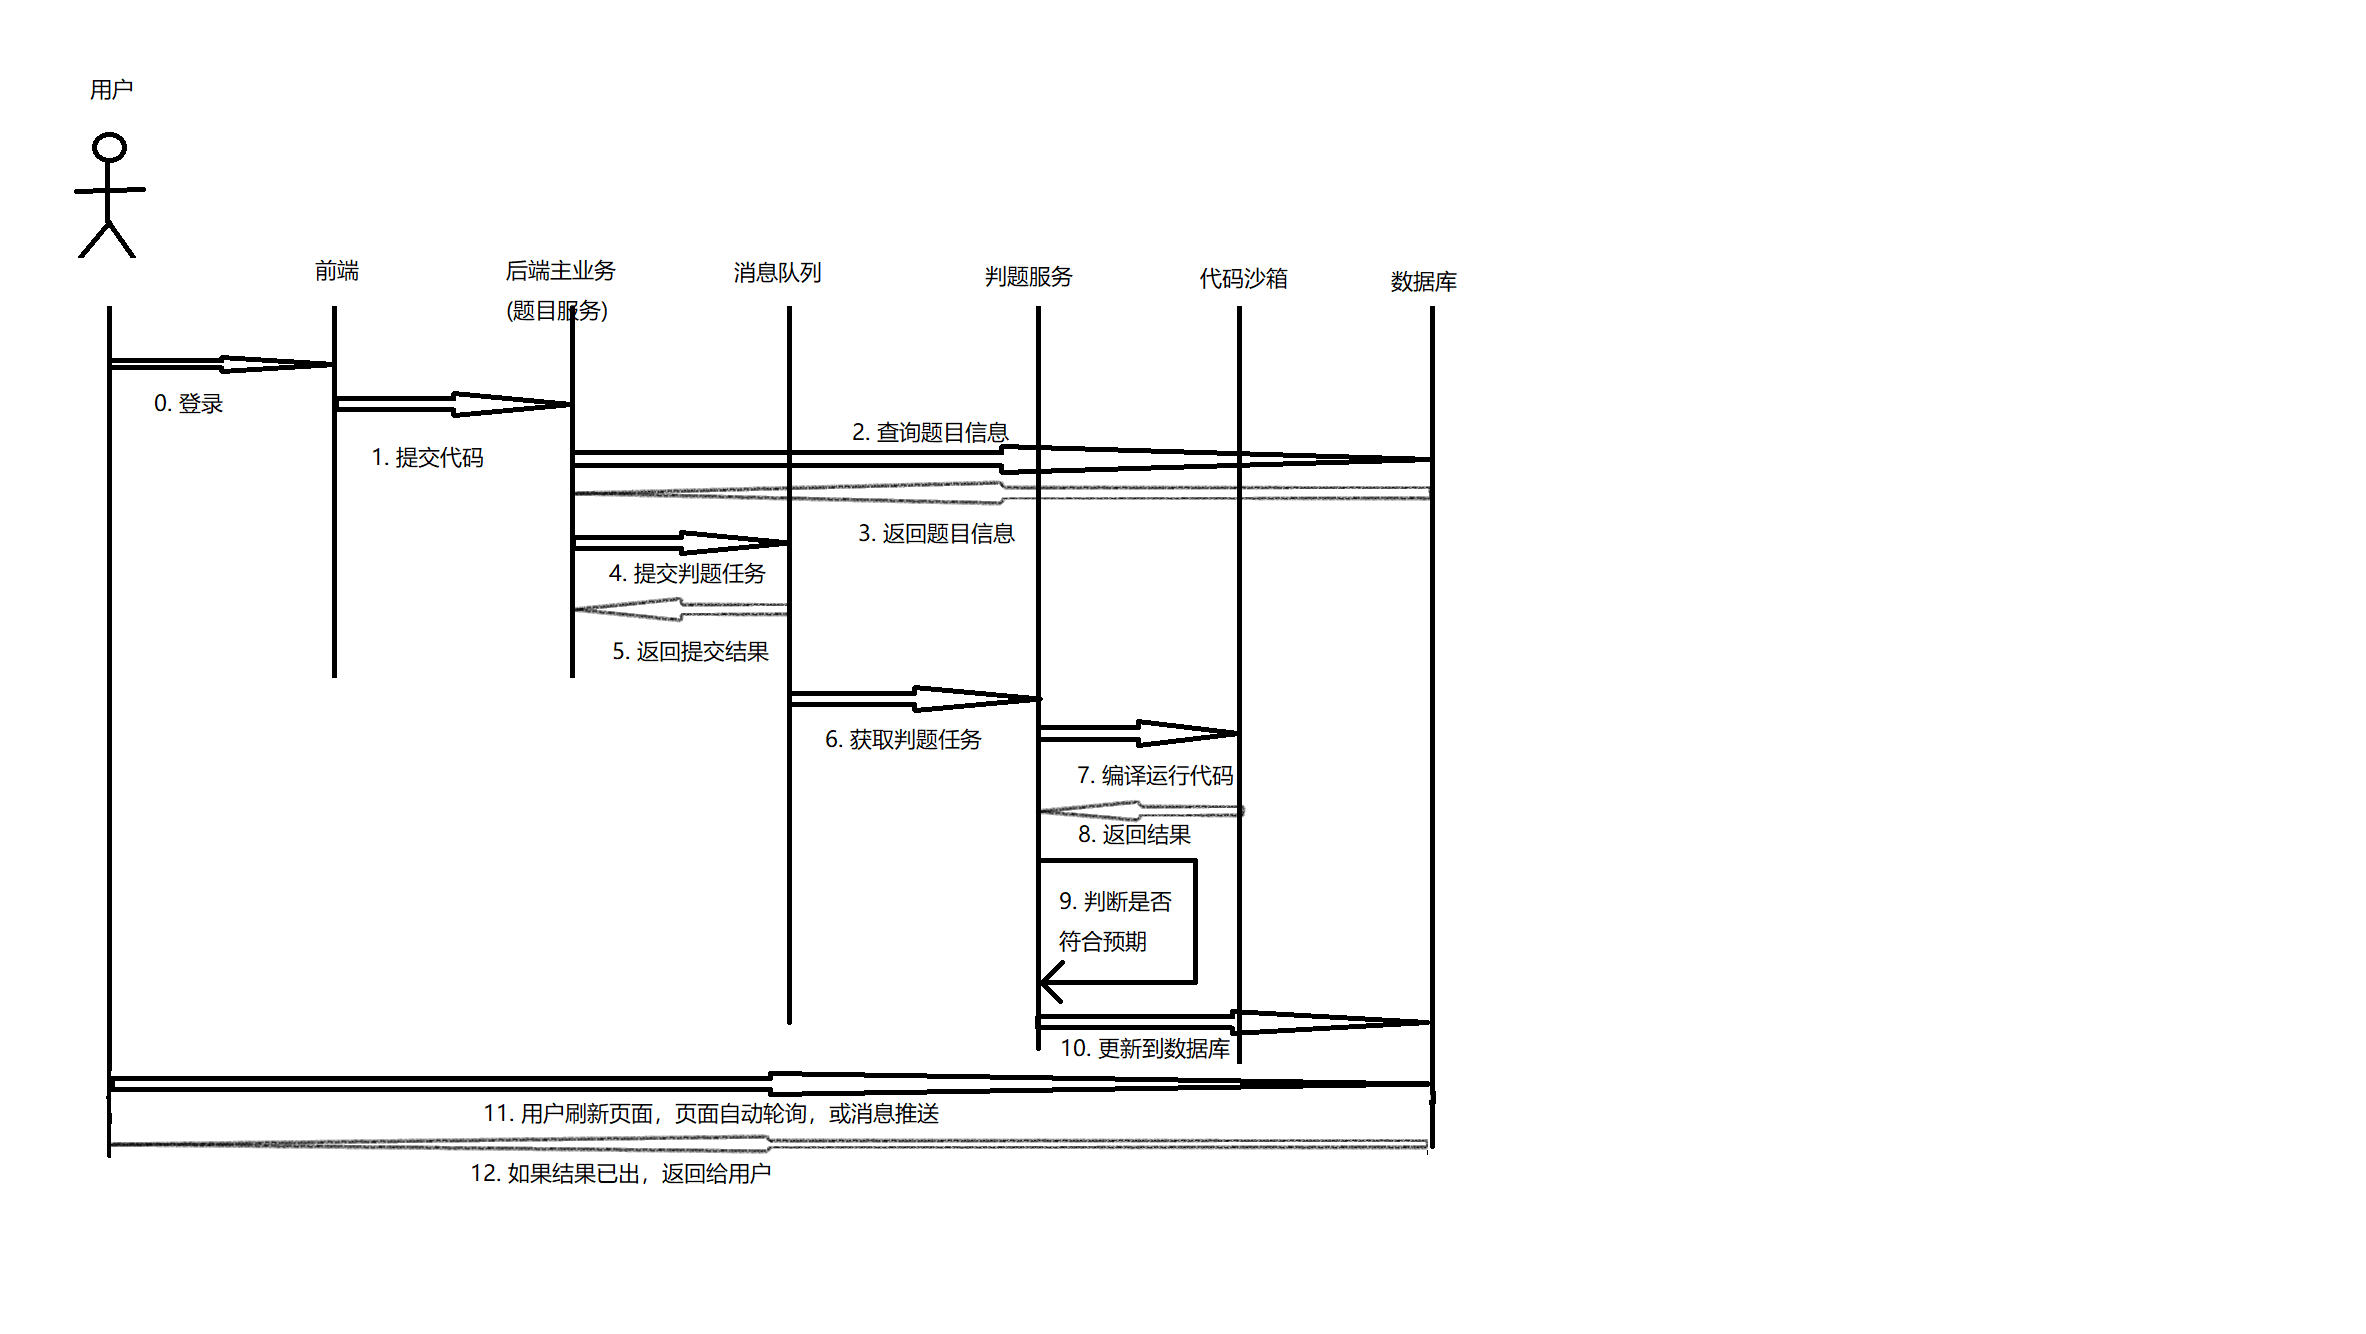 用户
前端
后端主业务
(题目服务)
消息队列
判题服务
代码沙箱
数据库
0. 登录
1. 提交代码
2. 查询题目信息
3. 返回题目信息
4. 提交判题任务
5. 返回提交结果
6. 获取判题任务
7. 编译运行代码
8. 返回结果
9. 判断是否
符合预期
10. 更新到数据库
11. 用户刷新页面，页面自动轮询，或消息推送
12. 如果结果已出，返回给用户